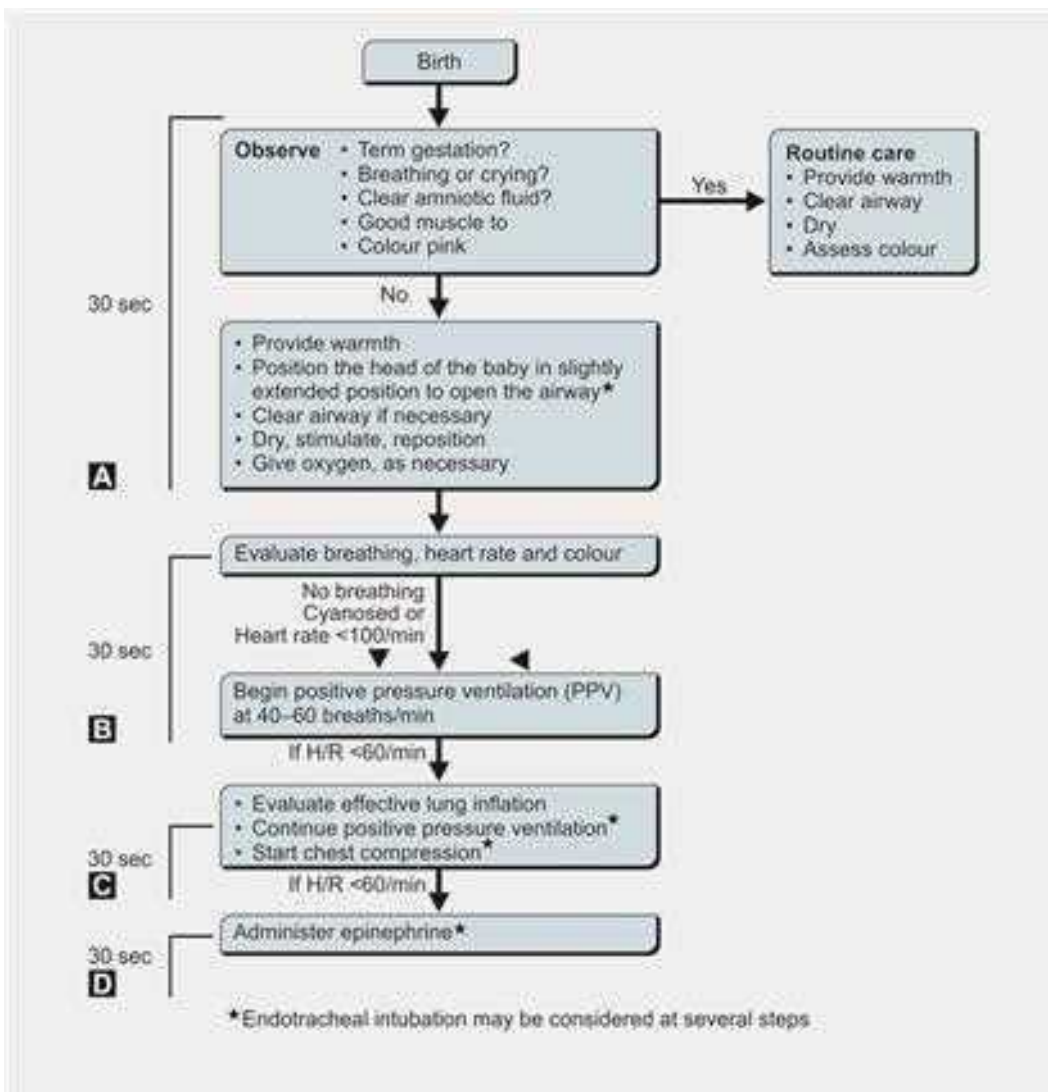 Birth
Observe • Term gestation?
• Breathing or crying?
• Clear amniotic fluid?
• Good muscle to
• Colour pink
Yes
Routine care
• Provide warmth
• Clear airway
• Dry
• Assess colour
No
30 sec
• Provide warmth
• Position the head of the baby in slightly
extended position to open the airway★
• Clear airway if necessary
• Dry, stimulate, reposition
• Give oxygen, as necessary
A
Evaluate breathing, heart rate and colour
No breathing
Cyanosed or
Heart rate <100/min
30 sec
Begin positive pressure ventilation (PPV)
at 40–60 breaths/min
B
If H/R <60/min
• Evaluate effective lung inflation
• Continue positive pressure ventilation★
• Start chest compression★
30 sec
C
If H/R <60/min
Administer epinephrine★
30 sec
D
★Endotracheal intubation may be considered at several steps